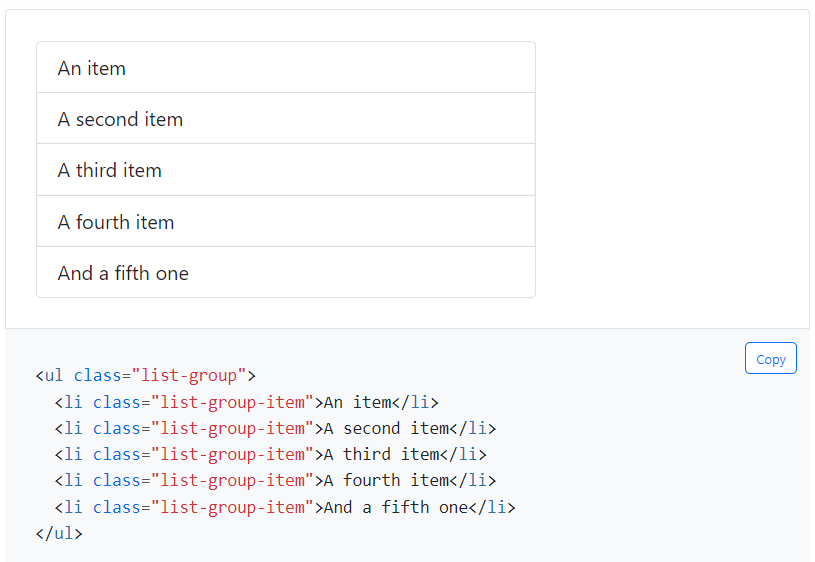 An item
A second item
A third item
A fourth item
And a fifth one
Copy
<ul class="list-group">
  <li class="list-group-item">An item</li>
  <li class="list-group-item">A second item</li>
  <li class="list-group-item">A third item</li>
  <li class="list-group-item">A fourth item</li>
  <li class="list-group-item">And a fifth one</li>
</ul>